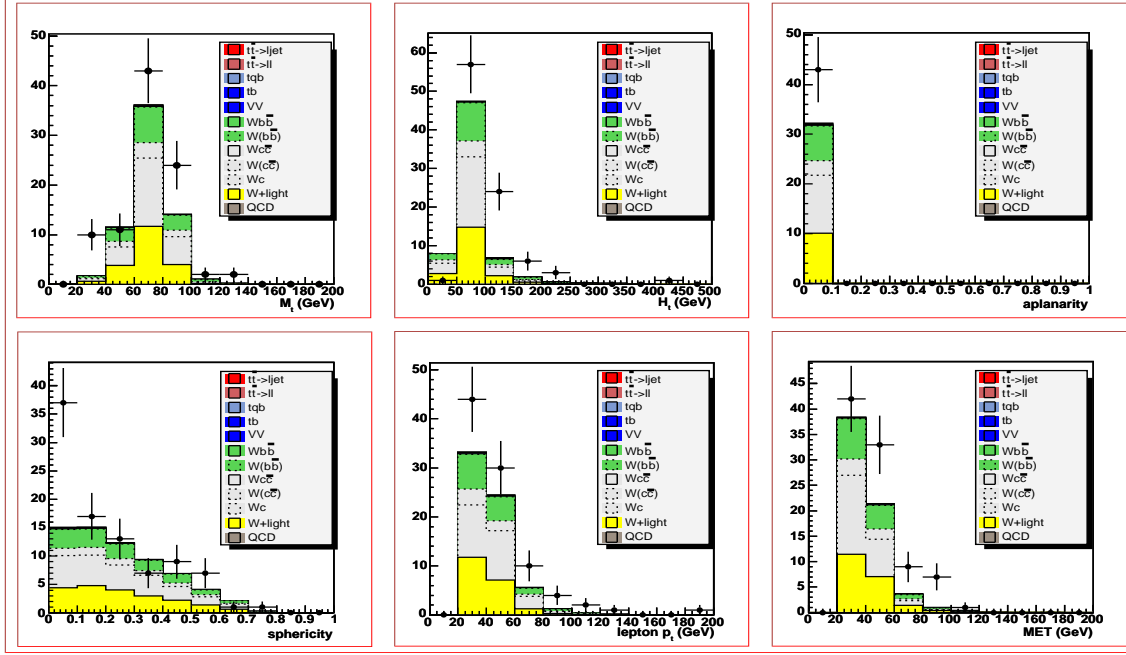 50
40
30
20
10
0
0 20 40 60 80 100 120 140 160 180 200
M_t (GeV)
tt̄->ljet
tt̄->ll
tqb
tb
VV
Wbb̄
W(bb̄)
Wcc̄
W(cc̄)
Wc
W+light
QCD
60
50
40
30
20
10
0
0 50 100 150 200 250 300 350 400 450 500
H_t (GeV)
tt̄->ljet
tt̄->ll
tqb
tb
VV
Wbb̄
W(bb̄)
Wcc̄
W(cc̄)
Wc
W+light
QCD
50
40
30
20
10
0
0 0.1 0.2 0.3 0.4 0.5 0.6 0.7 0.8 0.9 1
aplanarity
tt̄->ljet
tt̄->ll
tqb
tb
VV
Wbb̄
W(bb̄)
Wcc̄
W(cc̄)
Wc
W+light
QCD
40
35
30
25
20
15
10
5
0
0 0.1 0.2 0.3 0.4 0.5 0.6 0.7 0.8 0.9 1
sphericity
tt̄->ljet
tt̄->ll
tqb
tb
VV
Wbb̄
W(bb̄)
Wcc̄
W(cc̄)
Wc
W+light
QCD
50
40
30
20
10
0
0 20 40 60 80 100 120 140 160 180 200
lepton p_t (GeV)
tt̄->ljet
tt̄->ll
tqb
tb
VV
Wbb̄
W(bb̄)
Wcc̄
W(cc̄)
Wc
W+light
QCD
45
40
35
30
25
20
15
10
5
0
0 20 40 60 80 100 120 140 160 180 200
MET (GeV)
tt̄->ljet
tt̄->ll
tqb
tb
VV
Wbb̄
W(bb̄)
Wcc̄
W(cc̄)
Wc
W+light
QCD